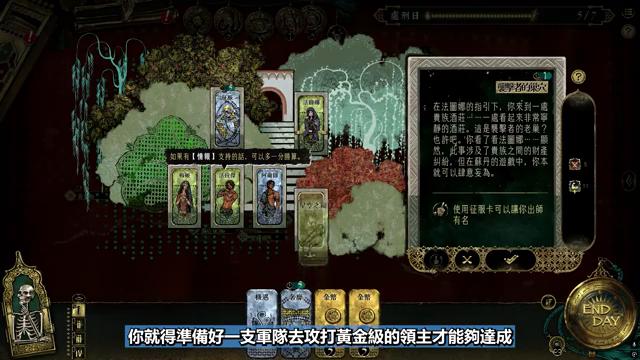 處刑日
5/7
襲擊者的巢穴
1
?
在法圖娜的指引下，你來到一處
貴族酒莊……一處看起來非常寧
靜的酒莊。這是襲擊者的老巢？
也許吧。你看了看法圖娜……顯
然，此事涉及了貴族之間的財產
糾紛，但在蘇丹的遊戲中，你本
就可以肆意妄為。
使用征服卡可以讓你出師
有名
如果有【情報】支持的話，可以多一分勝算。
金幣
金幣
END
DAY
你就得準備好一支軍隊去攻打黃金級的領主才能夠達成